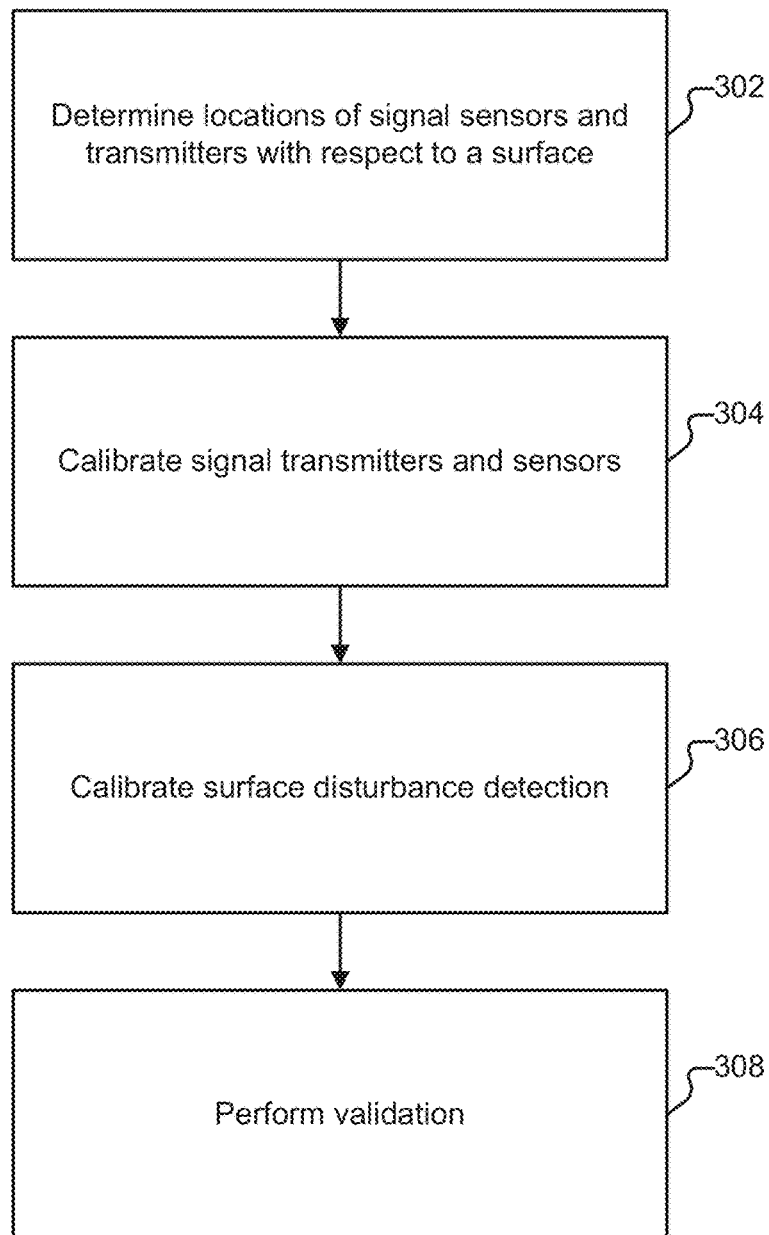 Determine locations of signal sensors and
transmitters with respect to a surface
302
Calibrate signal transmitters and sensors
304
Calibrate surface disturbance detection
306
Perform validation
308